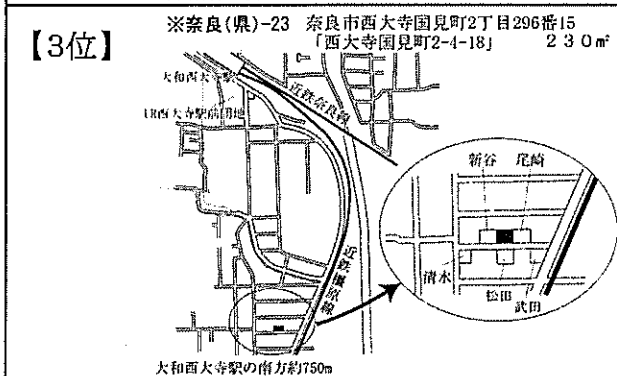 【3位】
※奈良(県)-23 奈良市西大寺国見町2丁目296番15
「西大寺国見町2-4-18」 230㎡
大和西大寺駅
近鉄奈良線
UR西大寺駅前団地
新谷 尾崎
近鉄橿原線
清水
松田
武田
大和西大寺駅の南方約750m